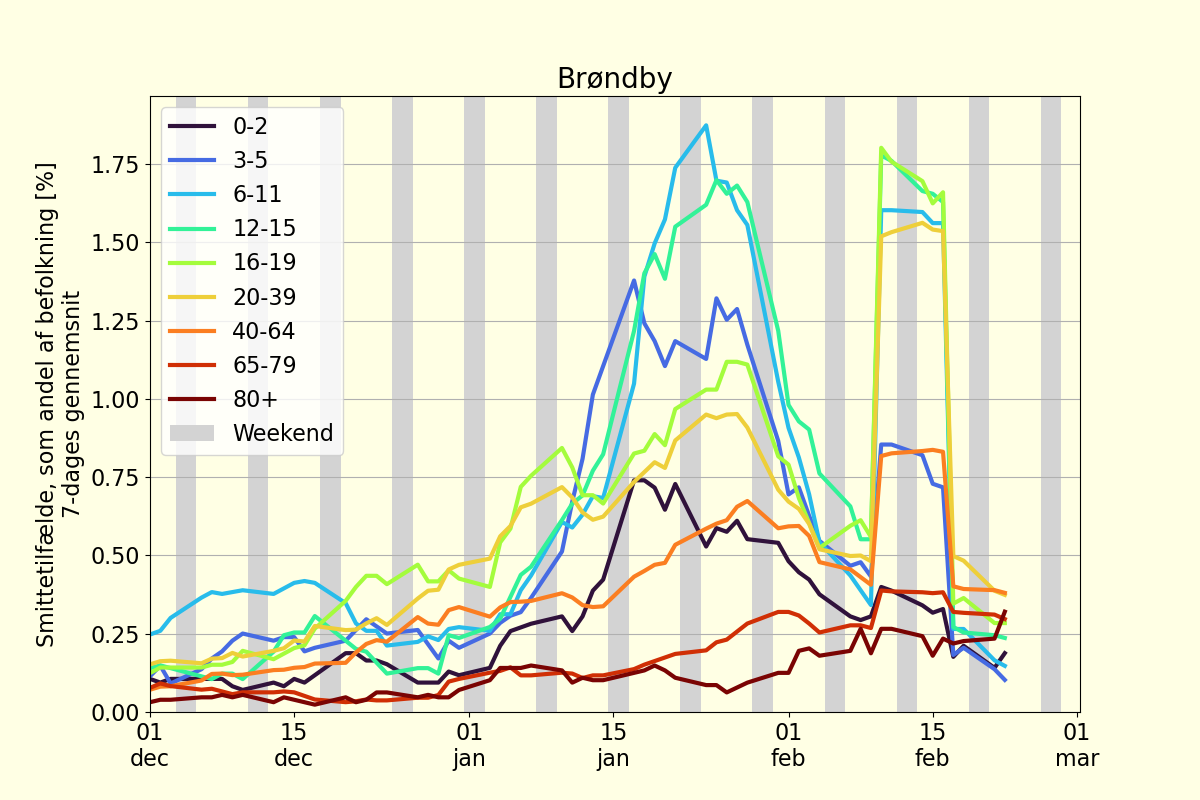 Brøndby
Smittetilfælde, som andel af befolkning [%]
7-dages gennemsnit
1.75
1.50
1.25
1.00
0.75
0.50
0.25
0.00
0-2
3-5
6-11
12-15
16-19
20-39
40-64
65-79
80+
Weekend
01 15 01 15 01 15 01
dec dec jan jan feb feb mar